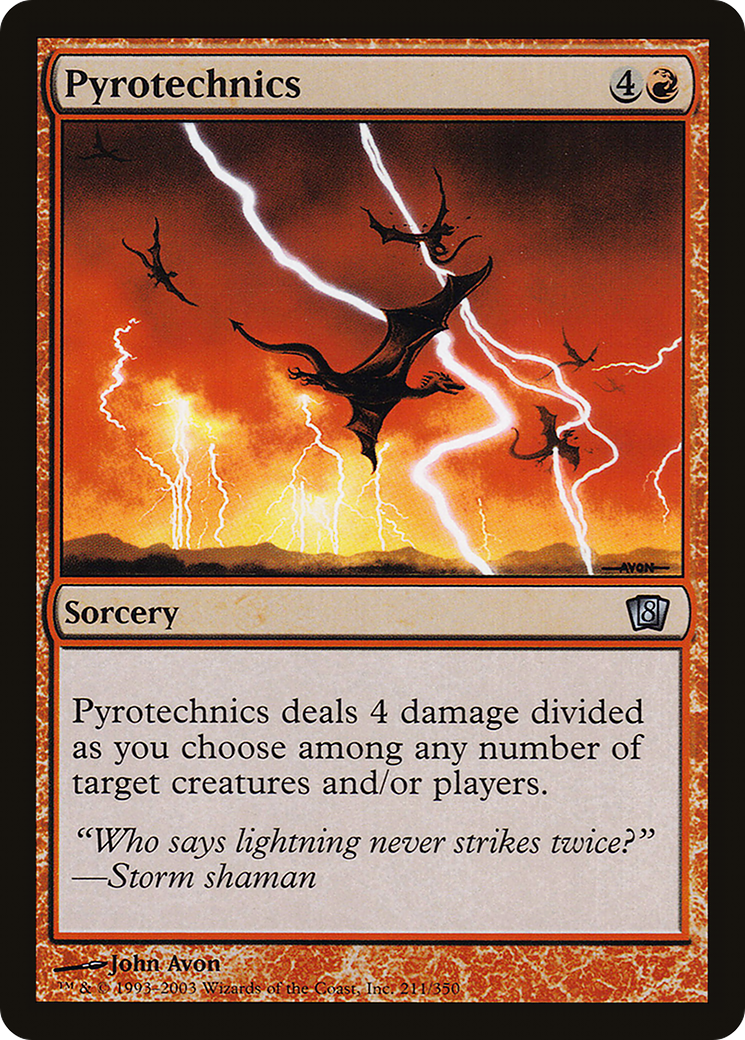 Pyrotechnics 4
AVON
Sorcery 8
Pyrotechnics deals 4 damage divided
as you choose among any number of
target creatures and/or players.
“Who says lightning never strikes twice?”
—Storm shaman
John Avon
™ & © 1993–2003 Wizards of the Coast, Inc. 211/350